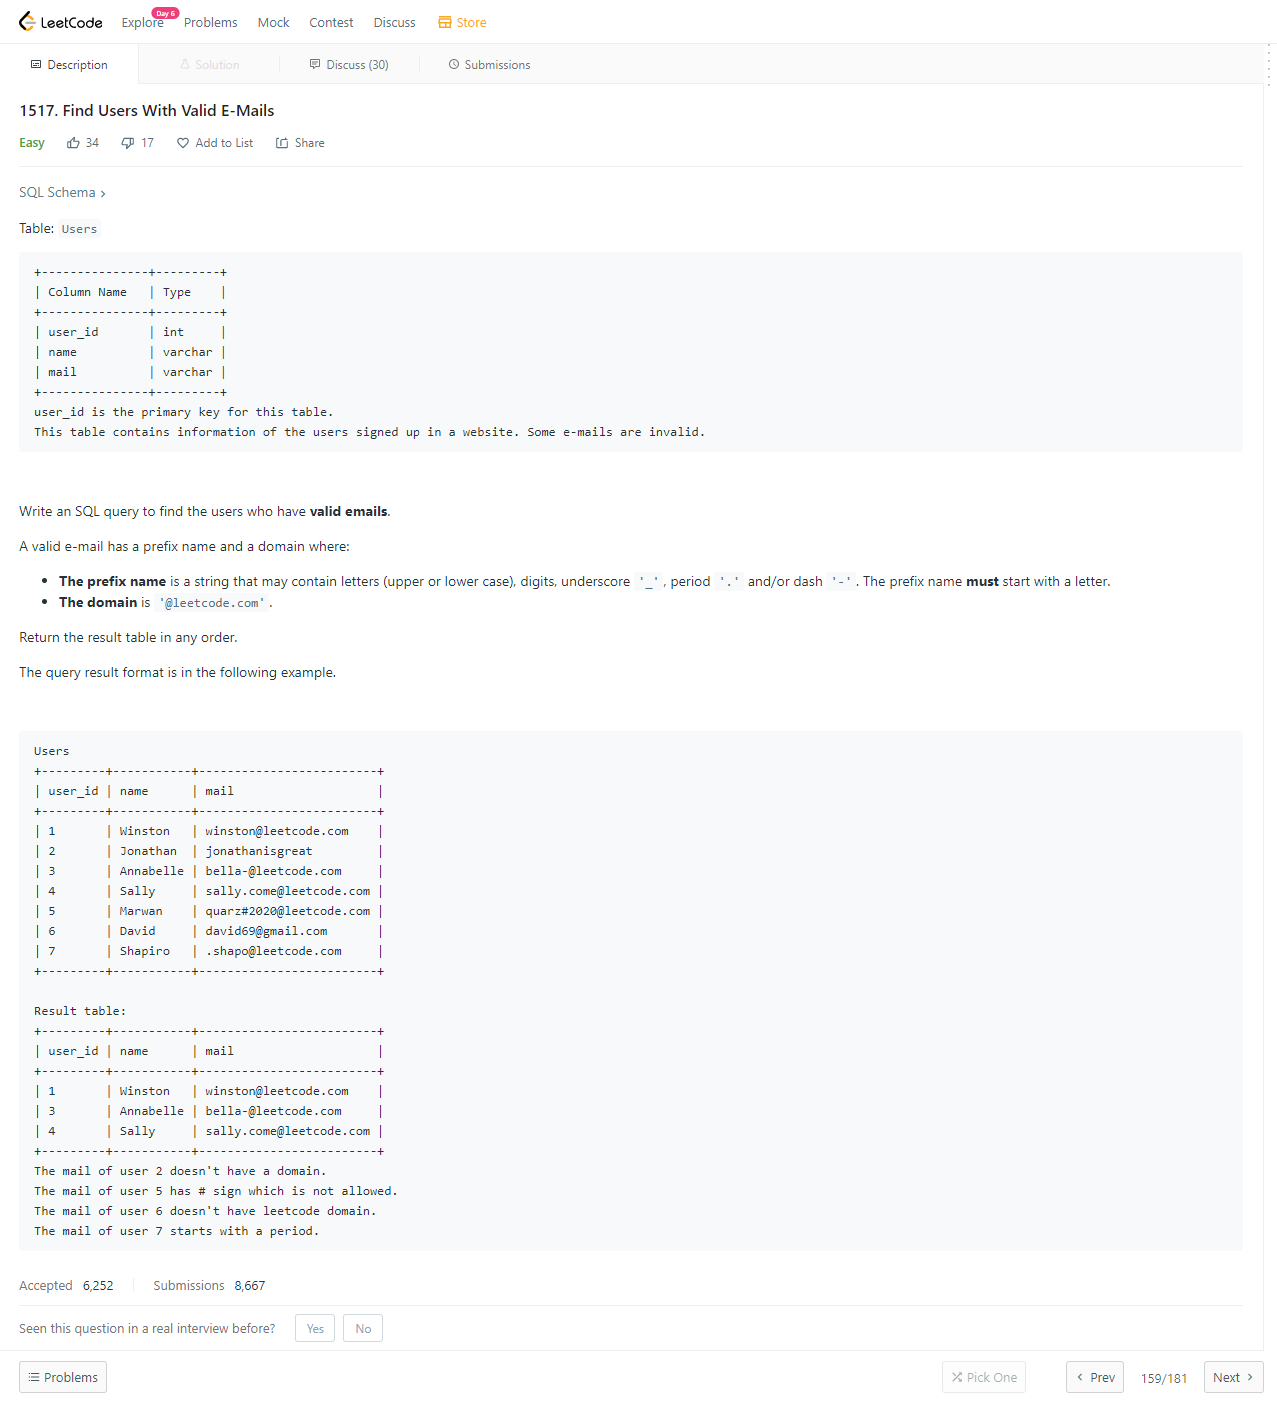 LeetCode
Explore Day 6 Problems Mock Contest Discuss Store
Description Solution Discuss (30) Submissions
1517. Find Users With Valid E-Mails
Easy 34 17 Add to List Share
SQL Schema >
Table: Users
+---------------+---------+
| Column Name   | Type    |
+---------------+---------+
| user_id       | int     |
| name          | varchar |
| mail          | varchar |
+---------------+---------+
user_id is the primary key for this table.
This table contains information of the users signed up in a website. Some e-mails are invalid.
Write an SQL query to find the users who have valid emails.
A valid e-mail has a prefix name and a domain where:
• The prefix name is a string that may contain letters (upper or lower case), digits, underscore '_', period '.' and/or dash '-'. The prefix name must start with a letter.
• The domain is '@leetcode.com'.
Return the result table in any order.
The query result format is in the following example.
Users
+---------+-----------+-------------------------+
| user_id | name      | mail                    |
+---------+-----------+-------------------------+
| 1       | Winston   | winston@leetcode.com    |
| 2       | Jonathan  | jonathanisgreat         |
| 3       | Annabelle | bella-@leetcode.com     |
| 4       | Sally     | sally.come@leetcode.com |
| 5       | Marwan    | quarz#2020@leetcode.com |
| 6       | David     | david69@gmail.com       |
| 7       | Shapiro   | .shapo@leetcode.com     |
+---------+-----------+-------------------------+
Result table:
+---------+-----------+-------------------------+
| user_id | name      | mail                    |
+---------+-----------+-------------------------+
| 1       | Winston   | winston@leetcode.com    |
| 3       | Annabelle | bella-@leetcode.com     |
| 4       | Sally     | sally.come@leetcode.com |
+---------+-----------+-------------------------+
The mail of user 2 doesn't have a domain.
The mail of user 5 has # sign which is not allowed.
The mail of user 6 doesn't have leetcode domain.
The mail of user 7 starts with a period.
Accepted 6,252 Submissions 8,667
Seen this question in a real interview before? Yes No
Problems Pick One < Prev 159/181 Next >